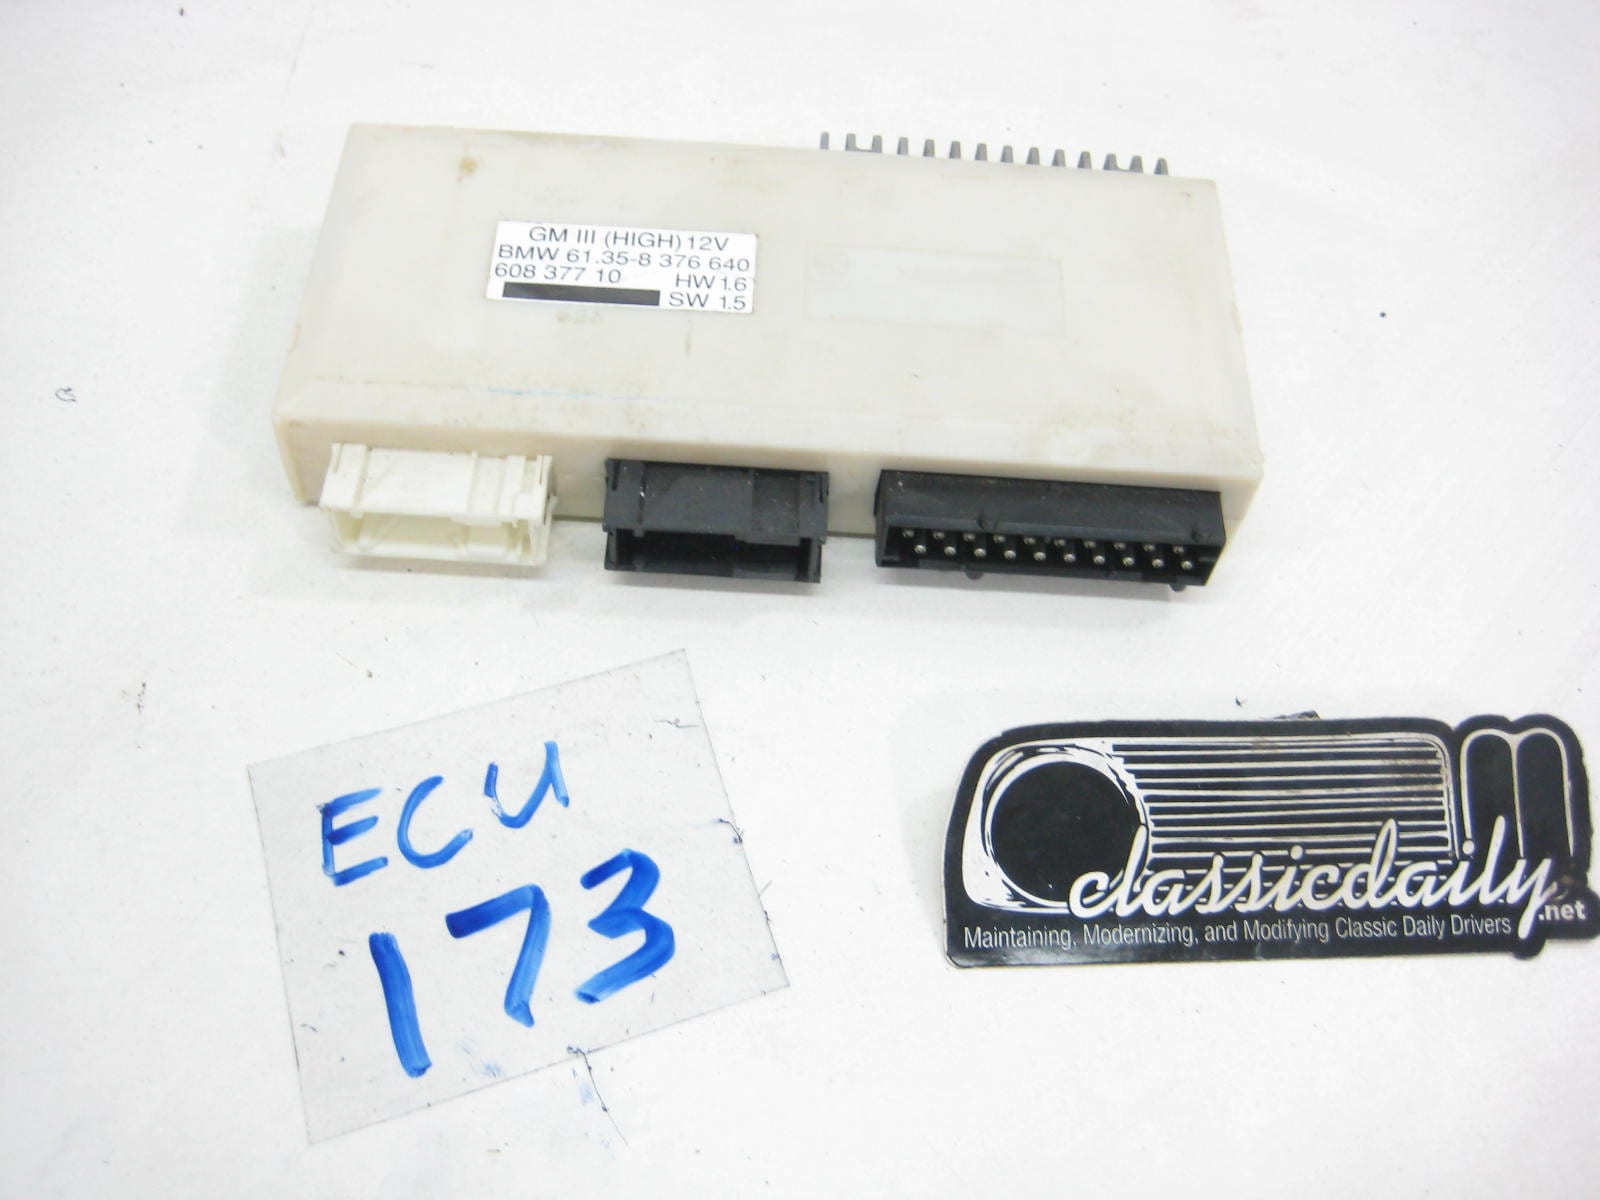 GM III (HIGH) 12V
BMW 61.35-8 376 640
608 377 10 HW 1.6
SW 1.5
ECU
173
classicdaily.net
Maintaining, Modernizing, and Modifying Classic Daily Drivers